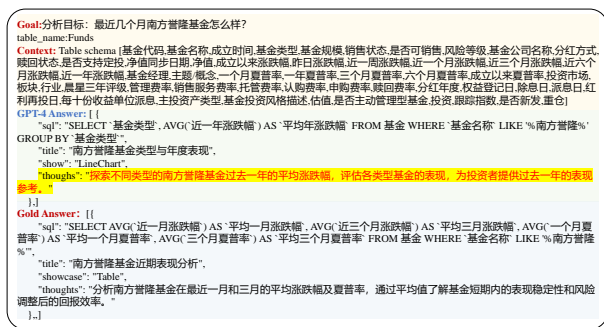 Goal:分析目标：最近几个月南方誉隆基金怎么样？
table_name:Funds
Context: Table schema [基金代码,基金名称,成立时间,基金类型,基金规模,销售状态,是否可销售,风险等级,基金公司名称,分红方式,
赎回状态,是否支持定投,净值同步日期,净值,成立以来涨跌幅,昨日涨跌幅,近一周涨跌幅,近一个月涨跌幅,近三个月涨跌幅,近六个
月涨跌幅,近一年涨跌幅,基金经理,主题/概念,一个月夏普率,一年夏普率,三个月夏普率,六个月夏普率,成立以来夏普率,投资市场,
板块,行业,晨星三年评级,管理费率,销售服务费率,托管费率,认购费率,申购费率,赎回费率,分红年度,权益登记日,除息日,派息日,红
利再投日,每十份收益单位派息,主投资产类型,基金投资风格描述,估值,是否主动管理型基金,投资,跟踪指数,是否新发,重仓]
GPT-4 Answer: [ {
"sql": "SELECT `基金类型`, AVG(`近一年涨跌幅`) AS `平均年涨跌幅` FROM 基金 WHERE `基金名称` LIKE '%南方誉隆%'
GROUP BY `基金类型`",
"title": "南方誉隆基金类型与年度表现",
"show": "LineChart",
"thoughs": "探索不同类型的南方誉隆基金过去一年的平均涨跌幅，评估各类型基金的表现，为投资者提供过去一年的表现
参考。"
},]
Gold Answer: [{
"sql": "SELECT AVG(`近一月涨跌幅`) AS `平均一月涨跌幅`, AVG(`近三个月涨跌幅`) AS `平均三月涨跌幅`, AVG(`一个月夏
普率`) AS `平均一个月夏普率`, AVG(`三个月夏普率`) AS `平均三个月夏普率` FROM 基金 WHERE `基金名称` LIKE '%南方誉隆
%'",
"title": "南方誉隆基金近期表现分析",
"showcase": "Table",
"thoughts": "分析南方誉隆基金在最近一月和三月的平均涨跌幅及夏普率，通过平均值了解基金短期内的表现稳定性和风险
调整后的回报效率。"
},,]